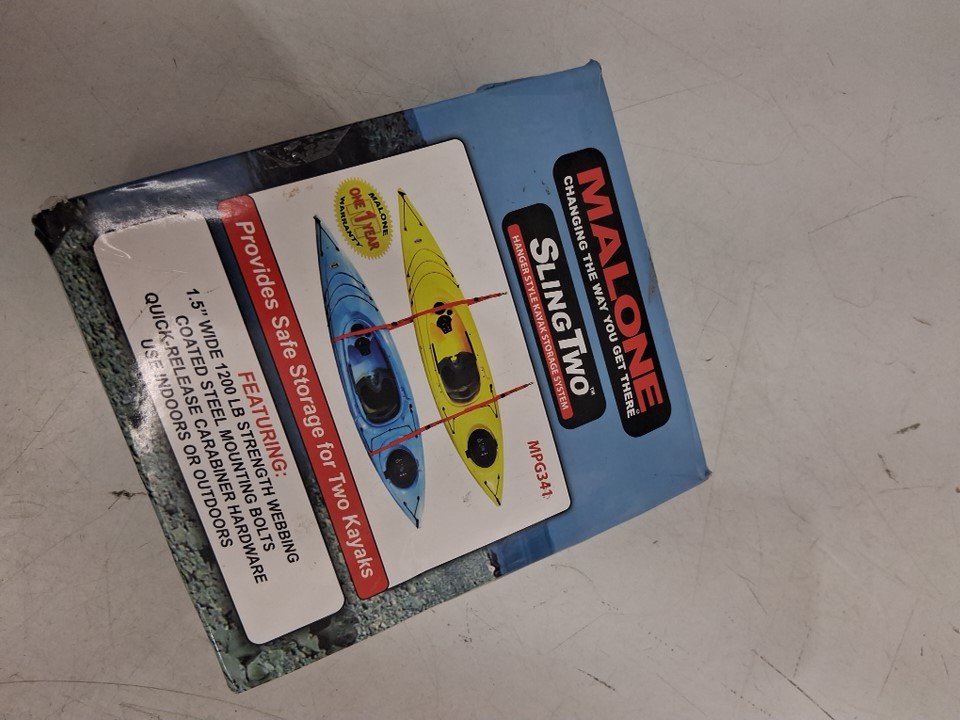 MALONE
CHANGING THE WAY YOU GET THERE
SLINGTWO™
HANGER STYLE KAYAK STORAGE SYSTEM
MPG341
MALONE
ONE 1 YEAR
WARRANTY
Provides Safe Storage for Two Kayaks
FEATURING:
1.5" WIDE 1200 LB STRENGTH WEBBING
COATED STEEL MOUNTING BOLTS
QUICK-RELEASE CARABINER HARDWARE
USE INDOORS OR OUTDOORS